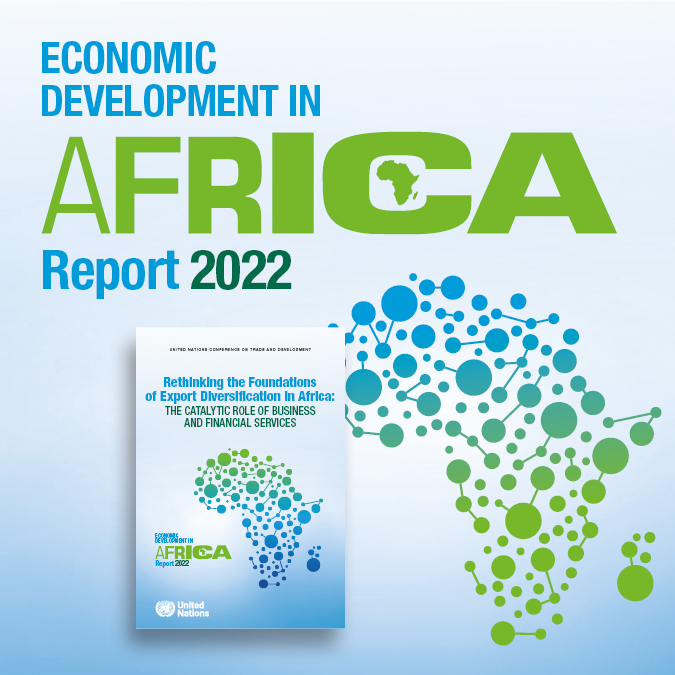 ECONOMIC
DEVELOPMENT IN
AFRICA
Report 2022
UNITED NATIONS CONFERENCE ON TRADE AND DEVELOPMENT
Rethinking the Foundations
of Export Diversification in Africa:
THE CATALYTIC ROLE OF BUSINESS
AND FINANCIAL SERVICES
ECONOMIC
DEVELOPMENT IN
AFRICA
Report 2022
United
Nations